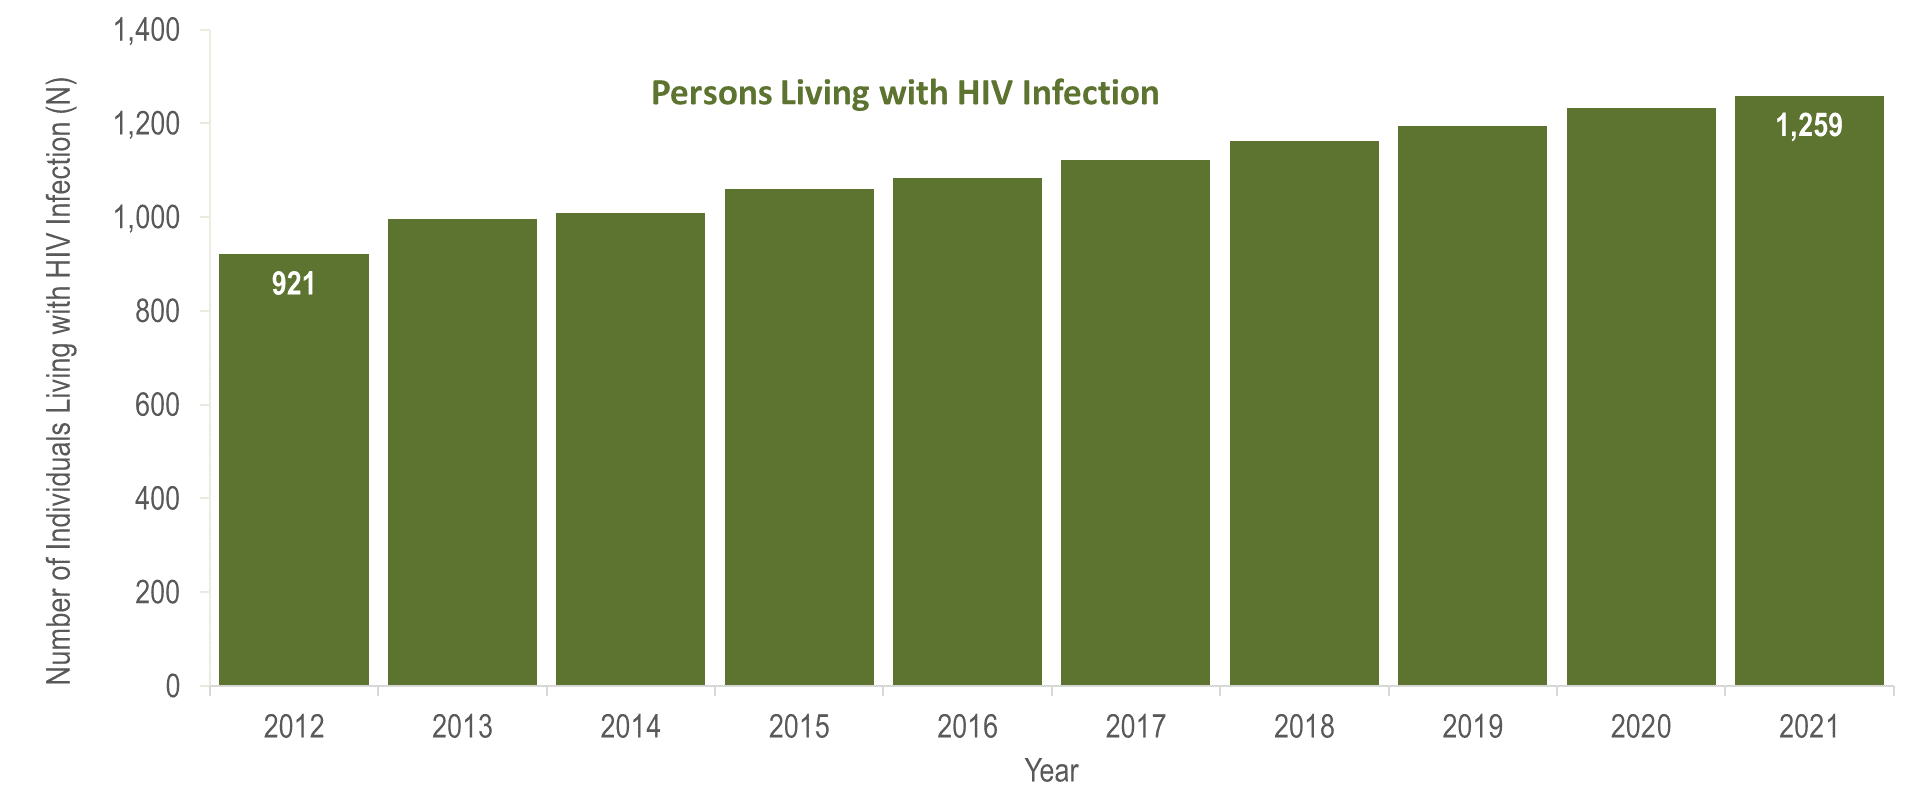 Persons Living with HIV Infection
Number of Individuals Living with HIV Infection (N)
1,400
1,200
1,000
800
600
400
200
0
921
1,259
2012 2013 2014 2015 2016 2017 2018 2019 2020 2021
Year